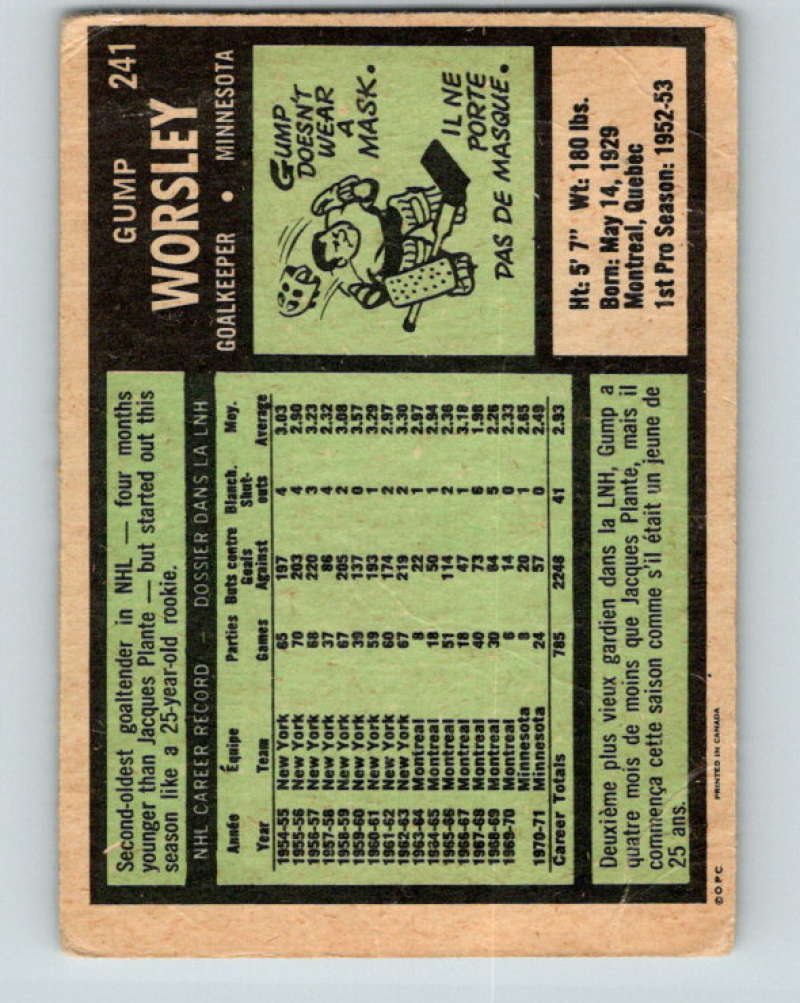 241
GUMP
WORSLEY
GOALKEEPER • MINNESOTA
GUMP
DOESN'T
WEAR
A
MASK.
IL NE
PORTE
PAS DE MASQUE.
Ht: 5' 7" Wt: 180 lbs.
Born: May 14, 1929
Montreal, Quebec
1st Pro Season: 1952-53
Second-oldest goaltender in NHL — four months
younger than Jacques Plante — but started out this
season like a 25-year-old rookie.
NHL CAREER RECORD — DOSSIER DANS LA LNH
Année Équipe Parties Buts contre Blanch. Moy.
Year Team Games Goals Against Shut-outs Average
1954-55 New York 65 197 4 3.03
1955-56 New York 70 203 4 2.90
1956-57 New York 68 220 3 3.23
1957-58 New York 37 86 4 2.32
1958-59 New York 67 205 2 3.08
1959-60 New York 39 137 0 3.57
1960-61 New York 59 193 1 3.29
1961-62 New York 60 174 2 2.97
1962-63 New York 67 219 2 3.30
1963-64 Montreal 8 22 1 2.97
1964-65 Montreal 18 50 1 2.94
1965-66 Montreal 51 114 2 2.36
1966-67 Montreal 18 47 1 3.18
1967-68 Montreal 40 73 6 1.98
1968-69 Montreal 30 64 5 2.26
1969-70 Montreal 6 14 0 2.33
Minnesota 8 20 1 2.65
1970-71 Minnesota 24 57 0 2.49
Career Totals 785 2248 41 2.93
Deuxième plus vieux gardien dans la LNH, Gump a
quatre mois de moins que Jacques Plante, mais il
commença cette saison comme s'il était un jeune de
25 ans.
© O P C
PRINTED IN CANADA